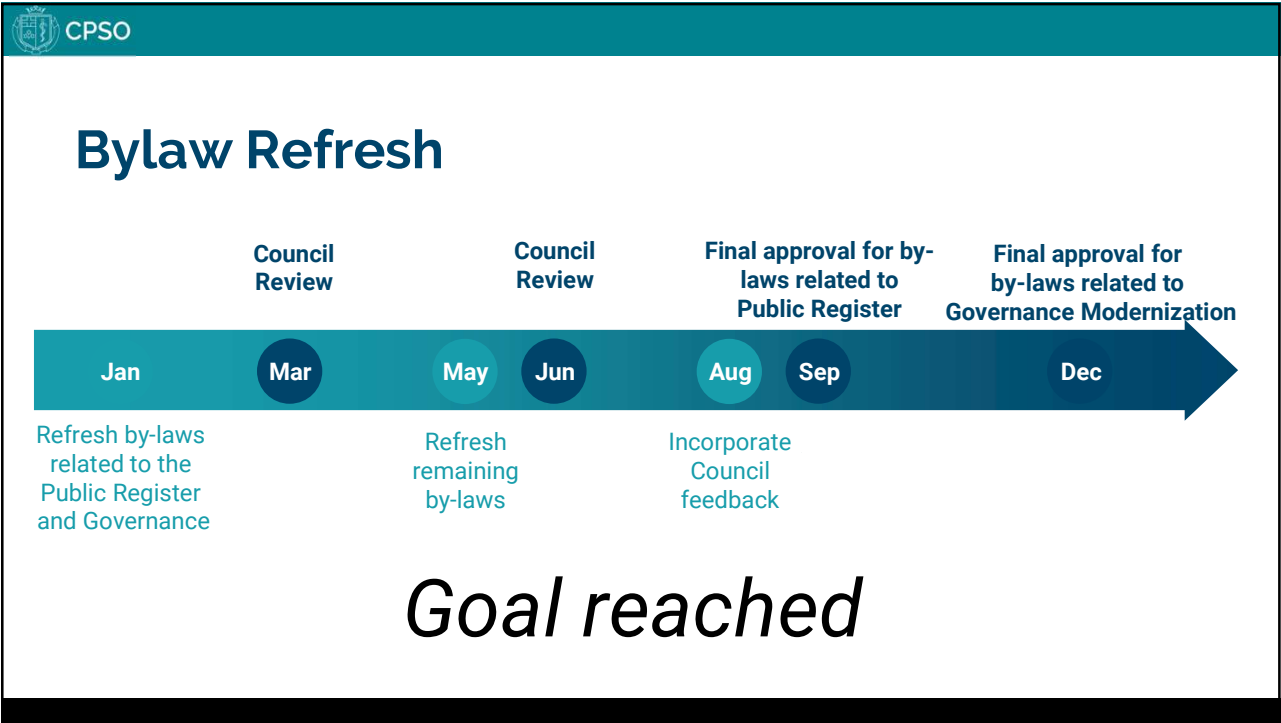 CPSO
Bylaw Refresh
Council
Review
Council
Review
Final approval for by-
laws related to
Public Register
Final approval for
by-laws related to
Governance Modernization
Jan
Mar
May
Jun
Aug
Sep
Dec
Refresh by-laws
related to the
Public Register
and Governance
Refresh
remaining
by-laws
Incorporate
Council
feedback
Goal reached